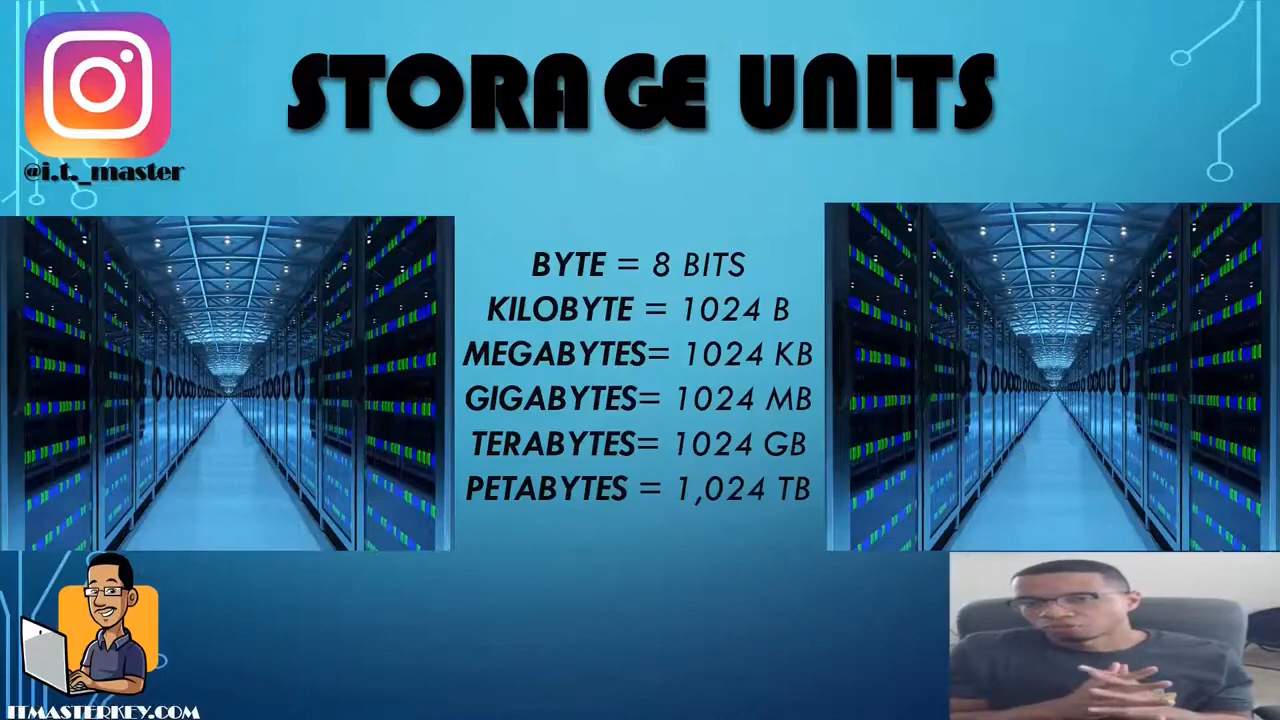 STORAGE UNITS
@i.t._master
BYTE = 8 BITS
KILOBYTE = 1024 B
MEGABYTES= 1024 KB
GIGABYTES= 1024 MB
TERABYTES= 1024 GB
PETABYTES = 1,024 TB
ITMASTERKEY.COM